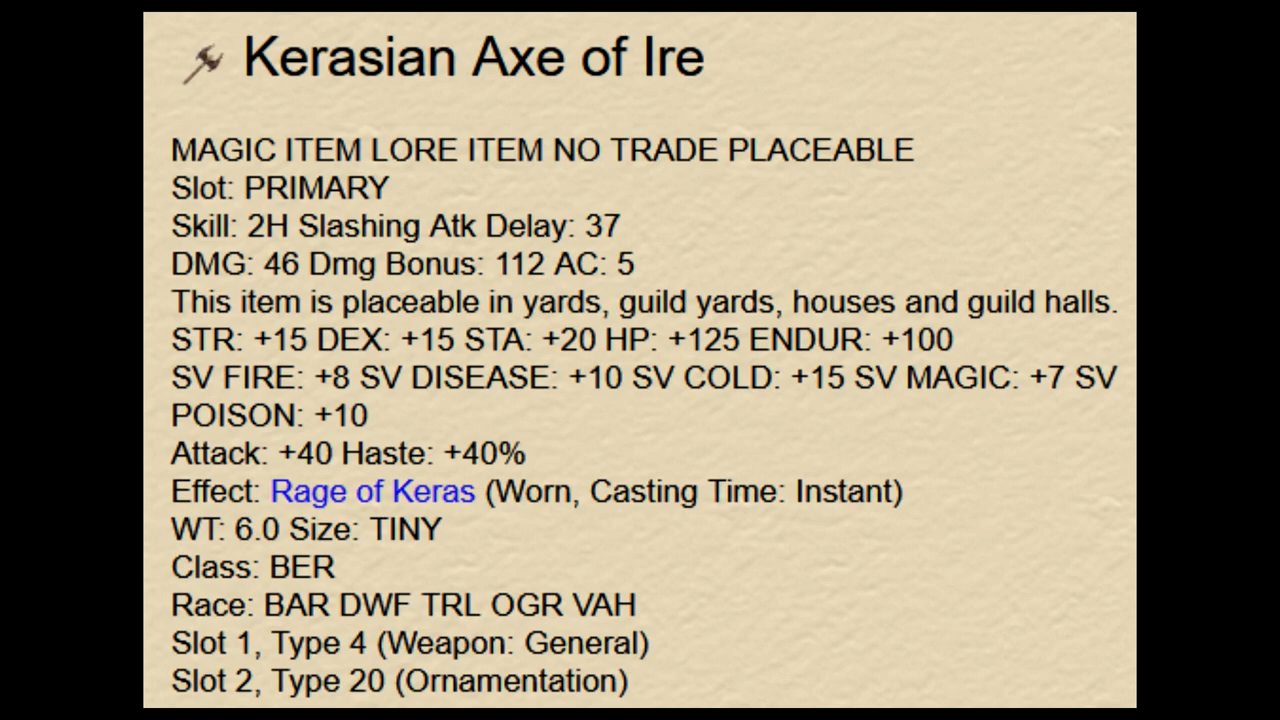 Kerasian Axe of Ire
MAGIC ITEM LORE ITEM NO TRADE PLACEABLE
Slot: PRIMARY
Skill: 2H Slashing Atk Delay: 37
DMG: 46 Dmg Bonus: 112 AC: 5
This item is placeable in yards, guild yards, houses and guild halls.
STR: +15 DEX: +15 STA: +20 HP: +125 ENDUR: +100
SV FIRE: +8 SV DISEASE: +10 SV COLD: +15 SV MAGIC: +7 SV
POISON: +10
Attack: +40 Haste: +40%
Effect: Rage of Keras (Worn, Casting Time: Instant)
WT: 6.0 Size: TINY
Class: BER
Race: BAR DWF TRL OGR VAH
Slot 1, Type 4 (Weapon: General)
Slot 2, Type 20 (Ornamentation)